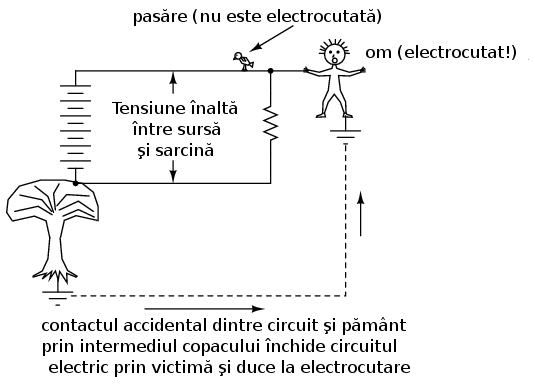 pasăre (nu este electrocutată)
om (electrocutat!)
Tensiune înaltă
între sursă
şi sarcină
contactul accidental dintre circuit şi pământ
prin intermediul copacului închide circuitul
electric prin victimă şi duce la electrocutare